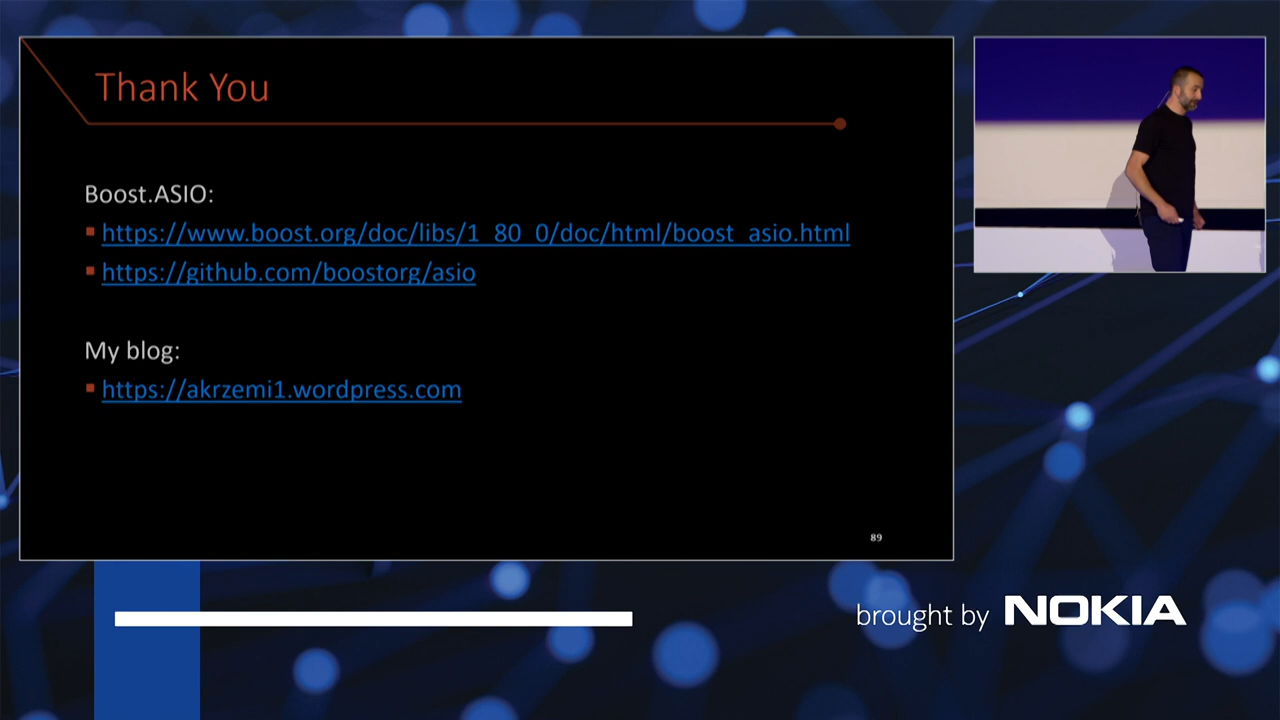 Thank You
Boost.ASIO:
https://www.boost.org/doc/libs/1_80_0/doc/html/boost_asio.html
https://github.com/boostorg/asio
My blog:
https://akrzemi1.wordpress.com
89
brought by NOKIA